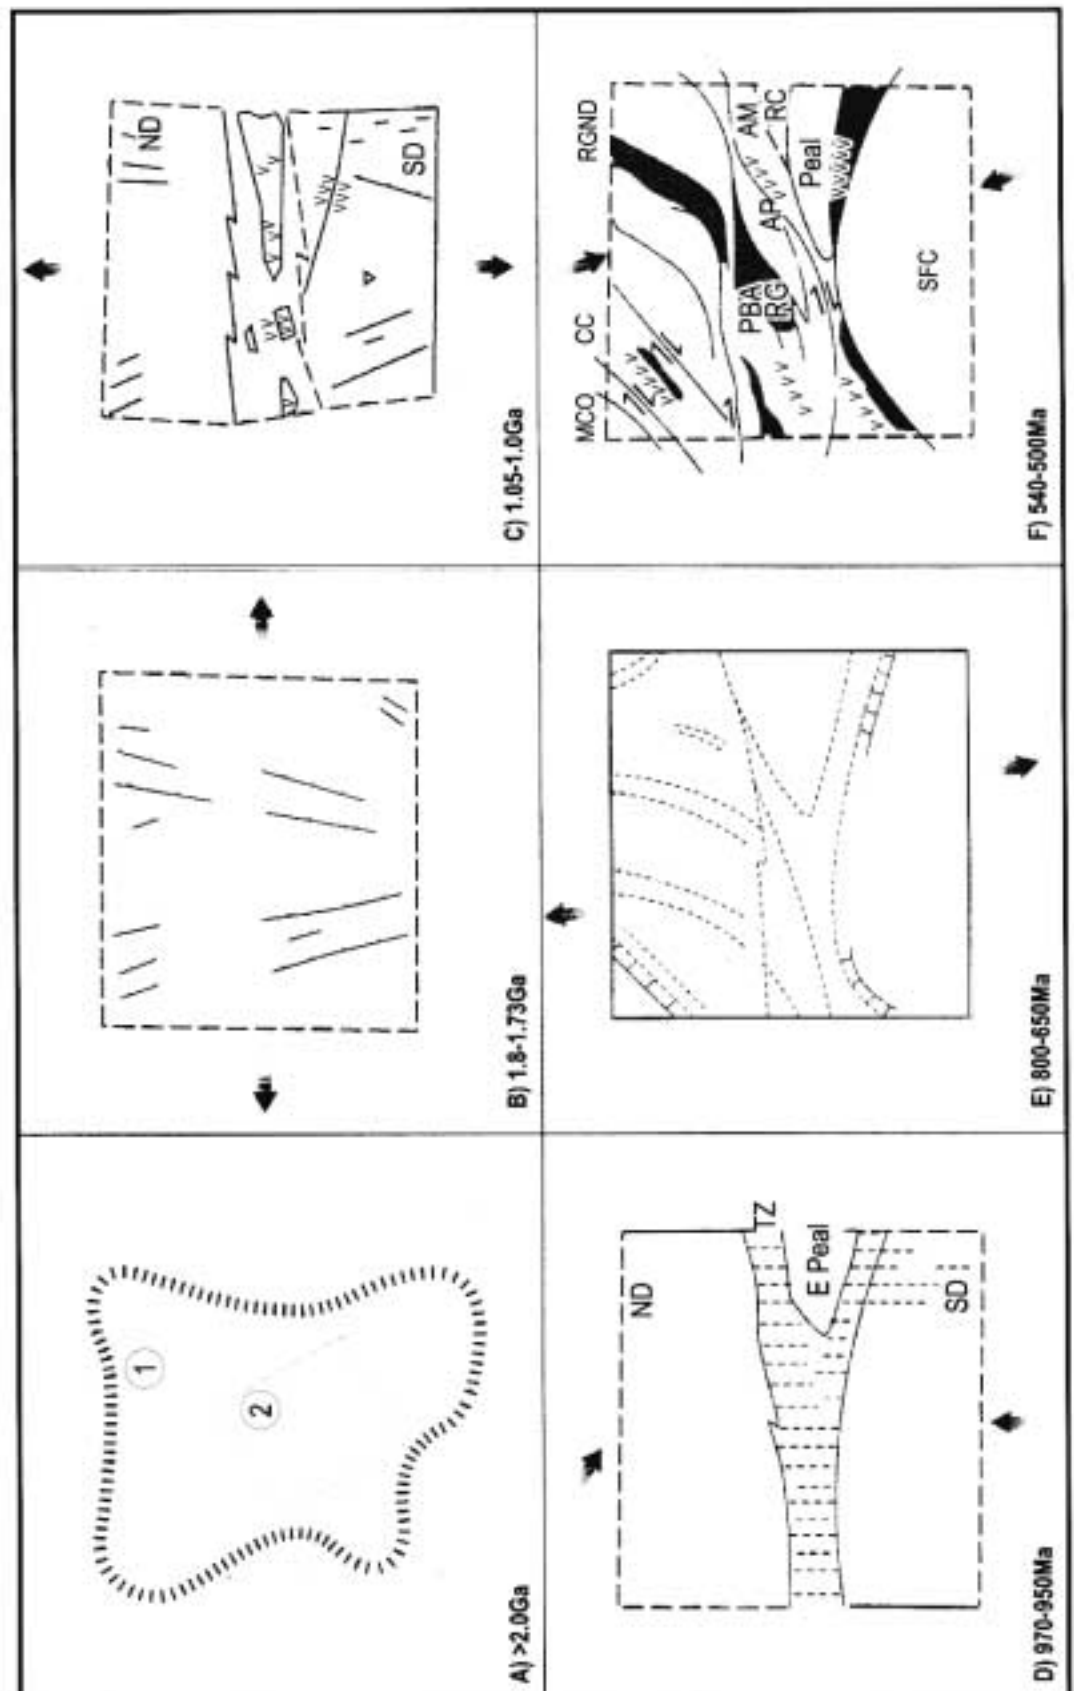 1
2
A) >2.0Ga
B) 1.8-1.73Ga
ND
SD
C) 1.05-1.0Ga
ND
TZ
E Peal
SD
D) 970-950Ma
E) 800-650Ma
MCO CC RGND
PBA AM
RG AP RC
Peal
SFC
F) 540-500Ma